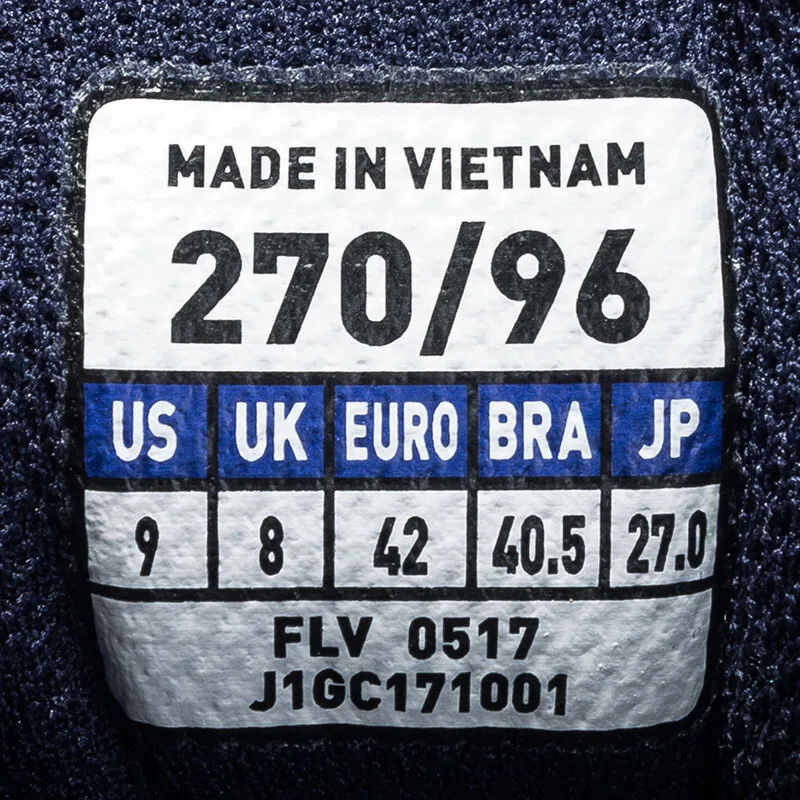 MADE IN VIETNAM
270/96
US UK EURO BRA JP
9 8 42 40.5 27.0
FLV 0517
J1GC171001